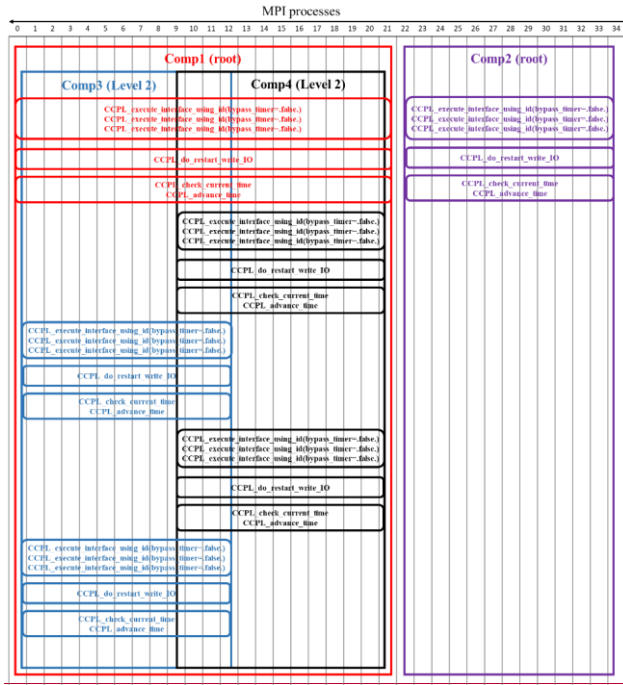 MPI processes
0 1 2 3 4 5 6 7 8 9 10 11 12 13 14 15 16 17 18 19 20 21 22 23 24 25 26 27 28 29 30 31 32 33 34
Comp1 (root)
Comp2 (root)
Comp3 (Level 2)
Comp4 (Level 2)
CCPL_execute_interface_using_id(bypass_timer=.false.)
CCPL_execute_interface_using_id(bypass_timer=.false.)
CCPL_execute_interface_using_id(bypass_timer=.false.)
CCPL_execute_interface_using_id(bypass_timer=.false.)
CCPL_execute_interface_using_id(bypass_timer=.false.)
CCPL_execute_interface_using_id(bypass_timer=.false.)
CCPL_do_restart_write_IO
CCPL_do_restart_write_IO
CCPL_check_current_time
CCPL_advance_time
CCPL_check_current_time
CCPL_advance_time
CCPL_execute_interface_using_id(bypass_timer=.false.)
CCPL_execute_interface_using_id(bypass_timer=.false.)
CCPL_execute_interface_using_id(bypass_timer=.false.)
CCPL_do_restart_write_IO
CCPL_check_current_time
CCPL_advance_time
CCPL_execute_interface_using_id(bypass_timer=.false.)
CCPL_execute_interface_using_id(bypass_timer=.false.)
CCPL_execute_interface_using_id(bypass_timer=.false.)
CCPL_do_restart_write_IO
CCPL_check_current_time
CCPL_advance_time
CCPL_execute_interface_using_id(bypass_timer=.false.)
CCPL_execute_interface_using_id(bypass_timer=.false.)
CCPL_execute_interface_using_id(bypass_timer=.false.)
CCPL_do_restart_write_IO
CCPL_check_current_time
CCPL_advance_time
CCPL_execute_interface_using_id(bypass_timer=.false.)
CCPL_execute_interface_using_id(bypass_timer=.false.)
CCPL_execute_interface_using_id(bypass_timer=.false.)
CCPL_do_restart_write_IO
CCPL_check_current_time
CCPL_advance_time